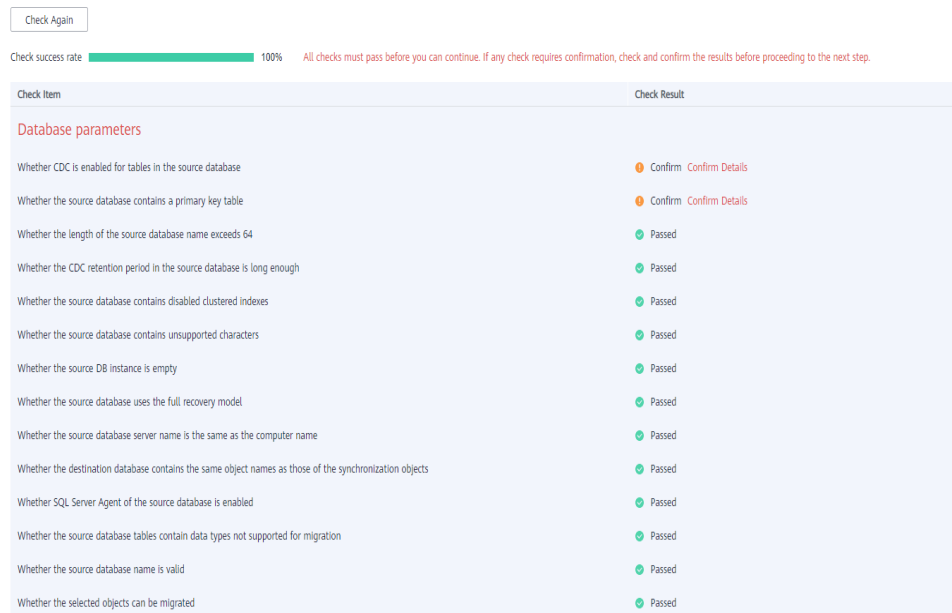 Check Again
Check success rate 100% All checks must pass before you can continue. If any check requires confirmation, check and confirm the results before proceeding to the next step.
Check Item Check Result
Database parameters
Whether CDC is enabled for tables in the source database Confirm Confirm Details
Whether the source database contains a primary key table Confirm Confirm Details
Whether the length of the source database name exceeds 64 Passed
Whether the CDC retention period in the source database is long enough Passed
Whether the source database contains disabled clustered indexes Passed
Whether the source database contains unsupported characters Passed
Whether the source DB instance is empty Passed
Whether the source database uses the full recovery model Passed
Whether the source database server name is the same as the computer name Passed
Whether the destination database contains the same object names as those of the synchronization objects Passed
Whether SQL Server Agent of the source database is enabled Passed
Whether the source database tables contain data types not supported for migration Passed
Whether the source database name is valid Passed
Whether the selected objects can be migrated Passed